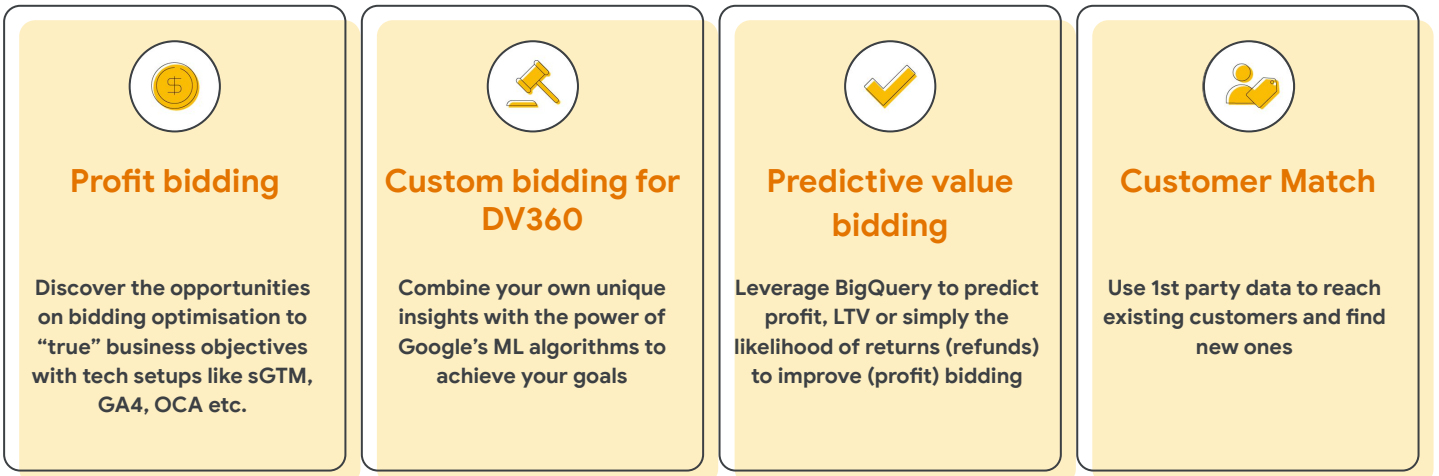 $
Profit bidding
Discover the opportunities
on bidding optimisation to
“true” business objectives
with tech setups like sGTM,
GA4, OCA etc.
Custom bidding for
DV360
Combine your own unique
insights with the power of
Google’s ML algorithms to
achieve your goals
Predictive value
bidding
Leverage BigQuery to predict
profit, LTV or simply the
likelihood of returns (refunds)
to improve (profit) bidding
Customer Match
Use 1st party data to reach
existing customers and find
new ones